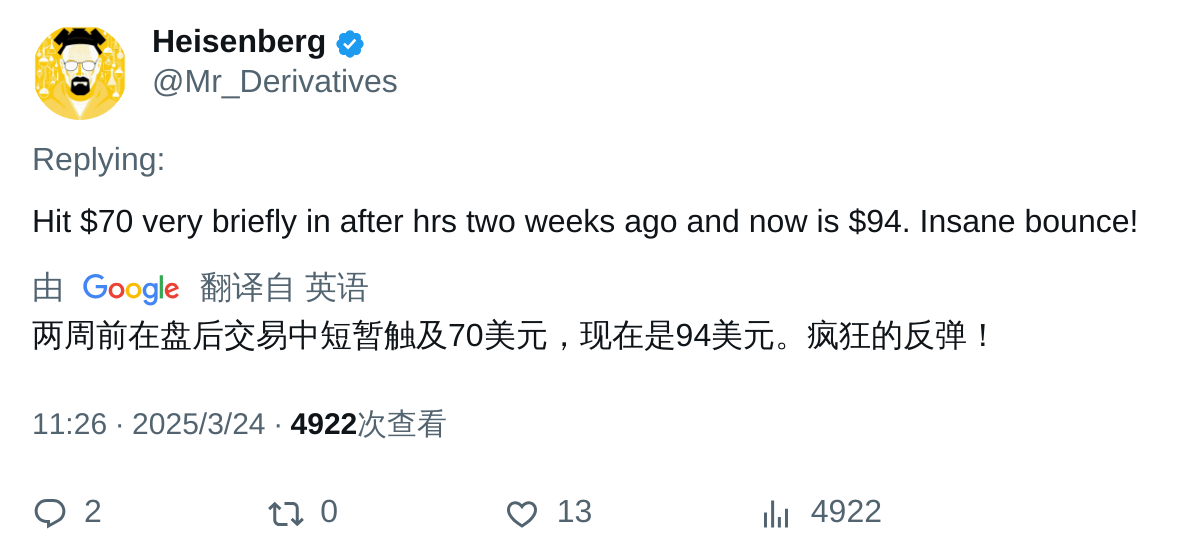 Heisenberg
@Mr_Derivatives
Replying:
Hit $70 very briefly in after hrs two weeks ago and now is $94. Insane bounce!
由 Google 翻译自 英语
两周前在盘后交易中短暂触及70美元，现在是94美元。疯狂的反弹！
11:26 · 2025/3/24 · 4922次查看
2 0 13 4922